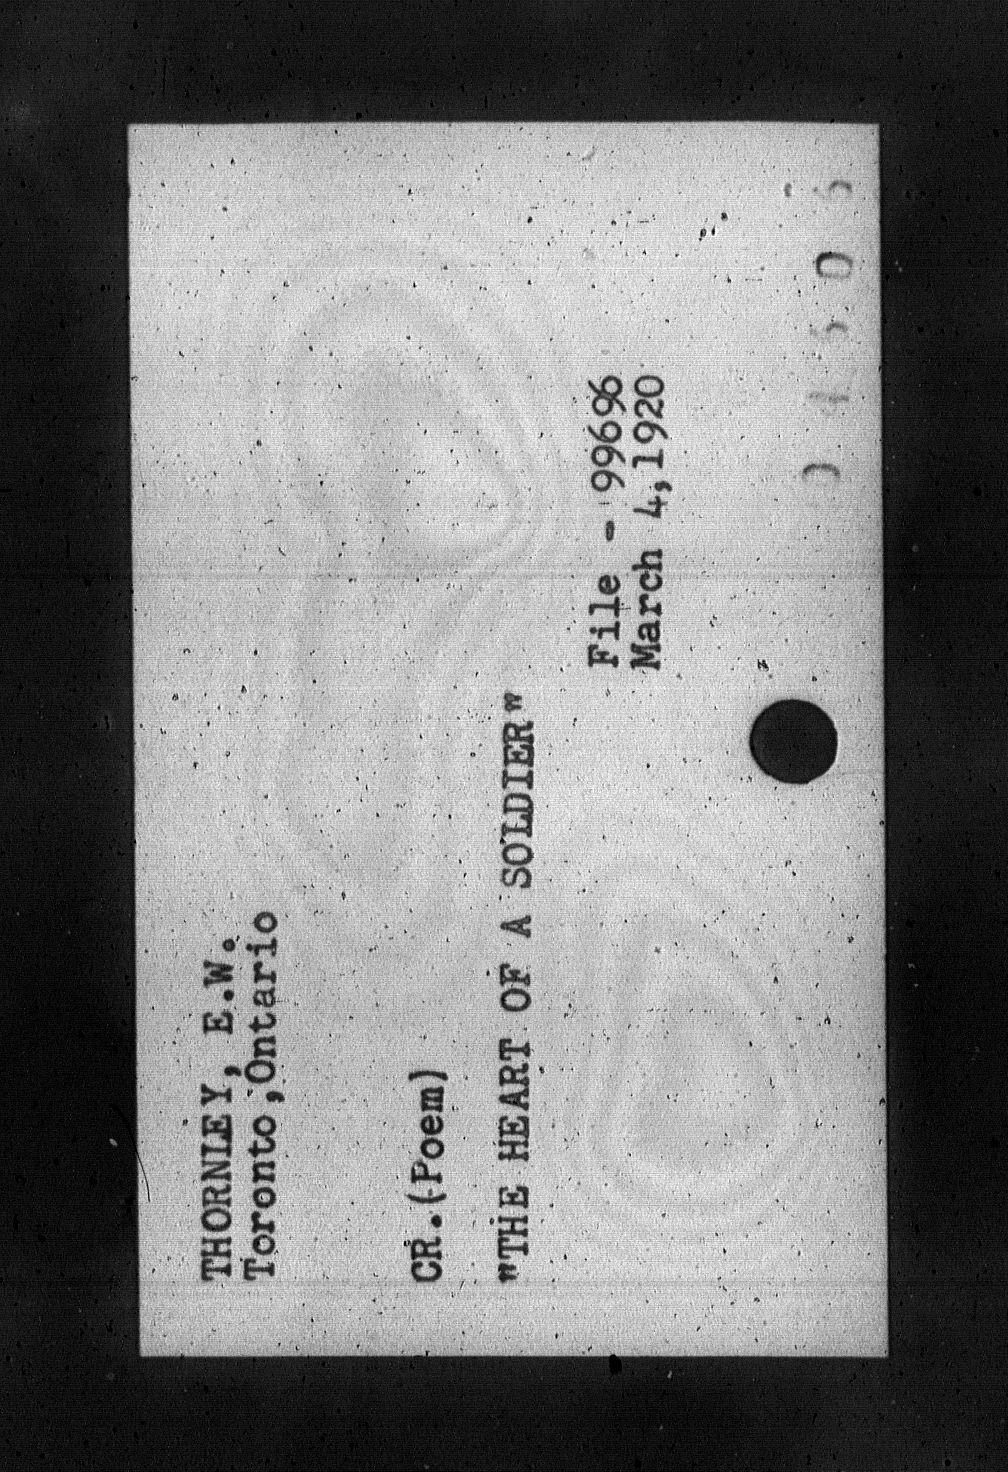 THORNLEY, E.W.
Toronto,Ontario
CR.(Poem)
"THE HEART OF A SOLDIER"
File - 99696
March 4,1920